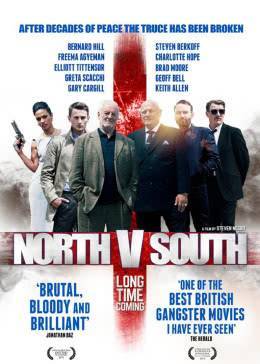 AFTER DECADES OF PEACE THE TRUCE HAS BEEN BROKEN
BERNARD HILL
FREEMA AGYEMAN
ELLIOTT TITTENSOR
GRETA SCACCHI
GARY CARGILL
STEVEN BERKOFF
CHARLOTTE HOPE
BRAD MOORE
GEOFF BELL
KEITH ALLEN
A FILM BY STEVEN NESBIT
NORTH V SOUTH
LONG
TIME
COMING
'BRUTAL,
BLOODY AND
BRILLIANT'
JONATHAN DAZ
'ONE OF THE
BEST BRITISH
GANGSTER MOVIES
I HAVE EVER SEEN'
THE HERALD